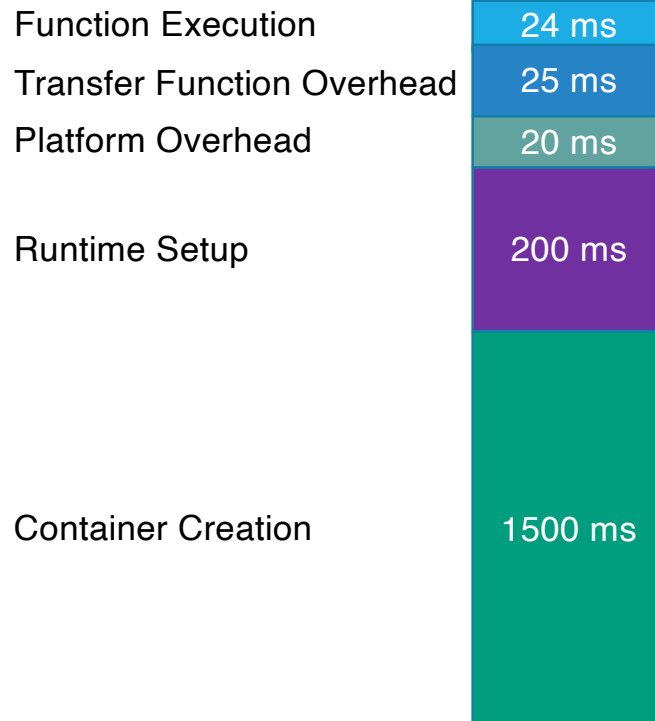 Function Execution 24 ms
Transfer Function Overhead 25 ms
Platform Overhead 20 ms
Runtime Setup 200 ms
Container Creation 1500 ms